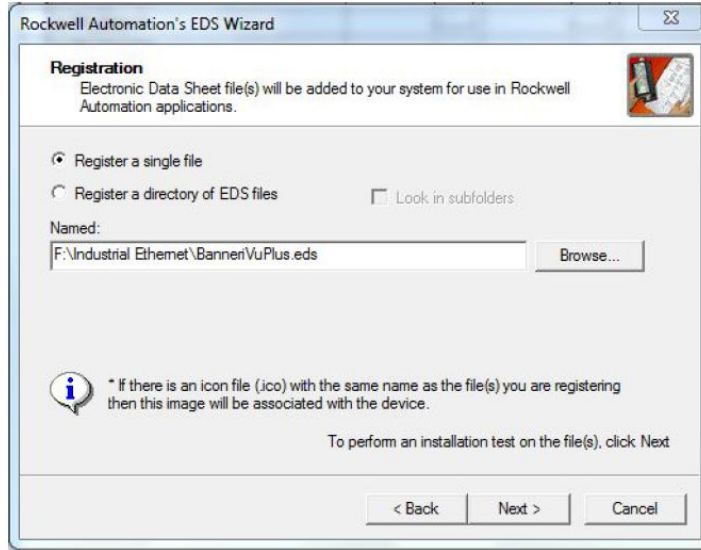 Rockwell Automation's EDS Wizard
Registration
Electronic Data Sheet file(s) will be added to your system for use in Rockwell
Automation applications.
Register a single file
Register a directory of EDS files
Look in subfolders
Named:
F:\Industrial Ethernet\BanneriVuPlus.eds
Browse...
* If there is an icon file (.ico) with the same name as the file(s) you are registering
then this image will be associated with the device.
To perform an installation test on the file(s), click Next
< Back
Next >
Cancel